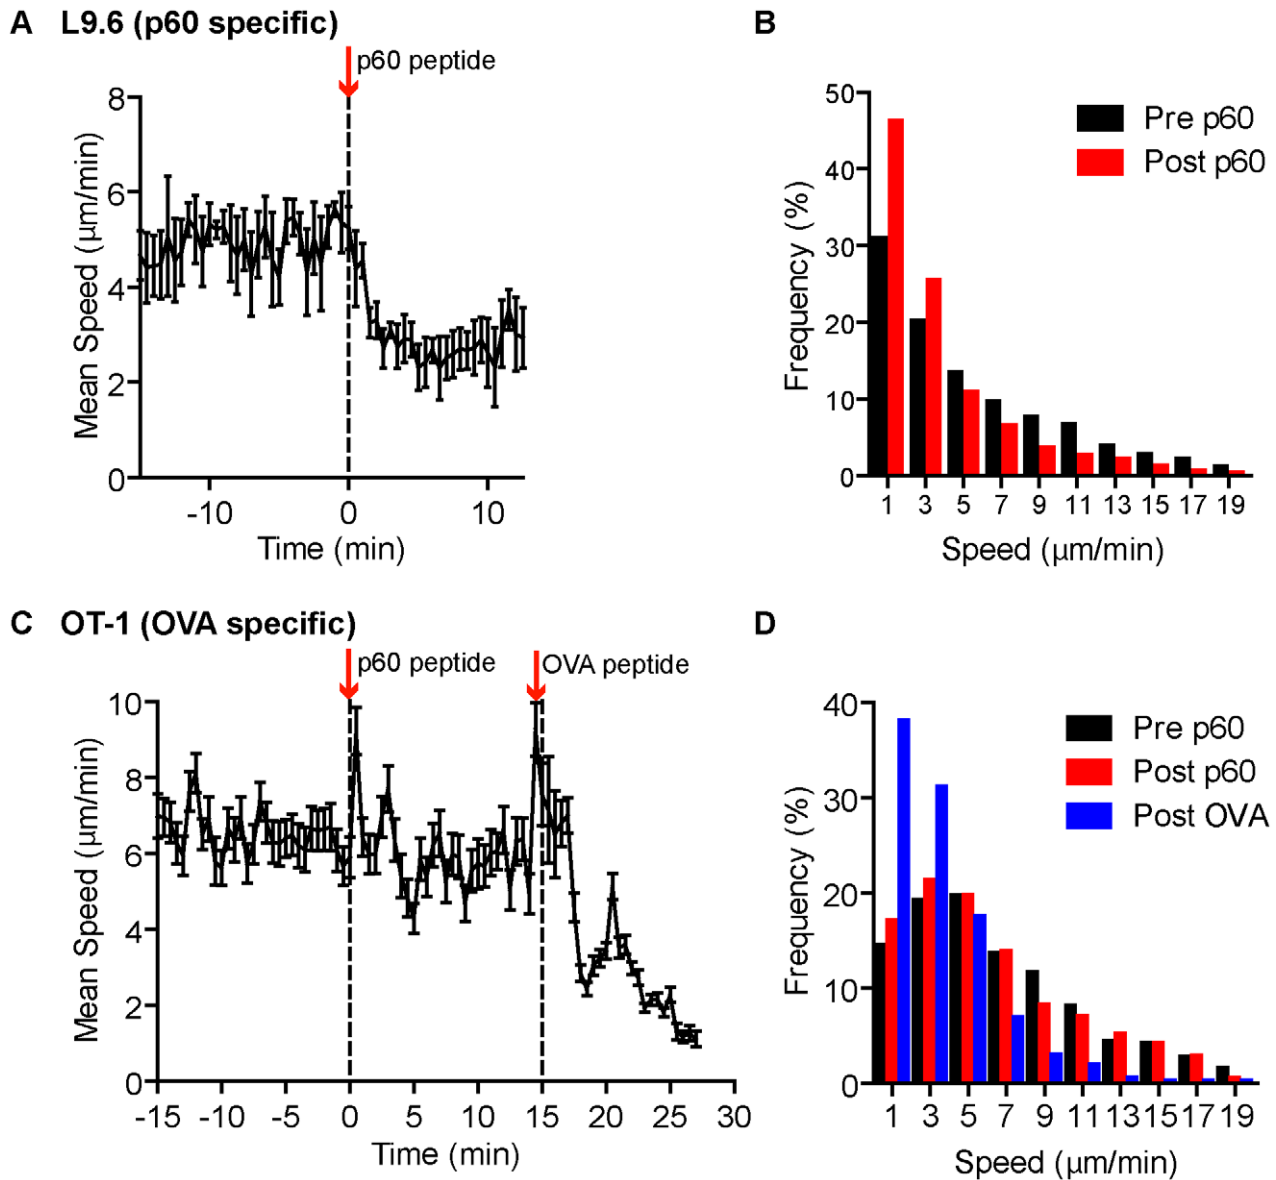 A L9.6 (p60 specific)
p60 peptide
8
6
4
2
0
Mean Speed (µm/min)
-10 0 10
Time (min)
B
50
40
30
20
10
0
Frequency (%)
Pre p60
Post p60
1 3 5 7 9 11 13 15 17 19
Speed (µm/min)
C OT-1 (OVA specific)
p60 peptide
OVA peptide
10
8
6
4
2
0
Mean Speed (µm/min)
-15 -10 -5 0 5 10 15 20 25 30
Time (min)
D
40
30
20
10
0
Frequency (%)
Pre p60
Post p60
Post OVA
1 3 5 7 9 11 13 15 17 19
Speed (µm/min)